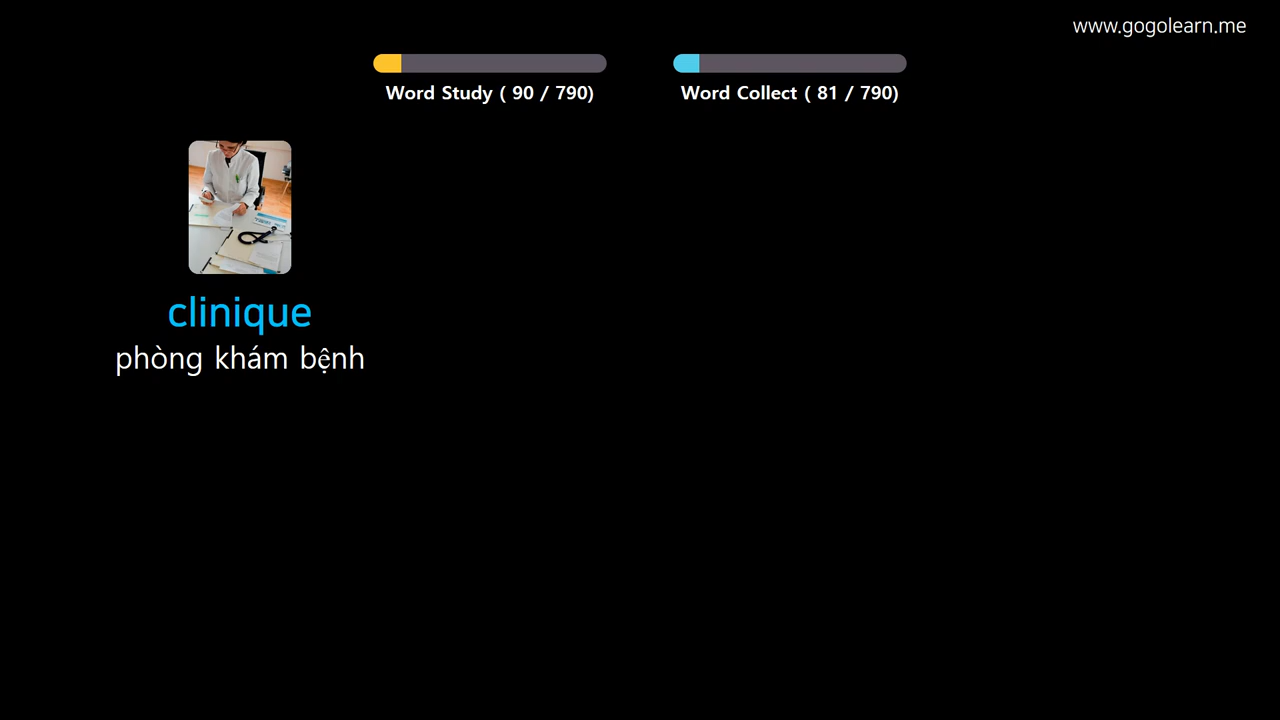 www.gogolearn.me
Word Study ( 90 / 790)
Word Collect ( 81 / 790)
clinique
phòng khám bệnh